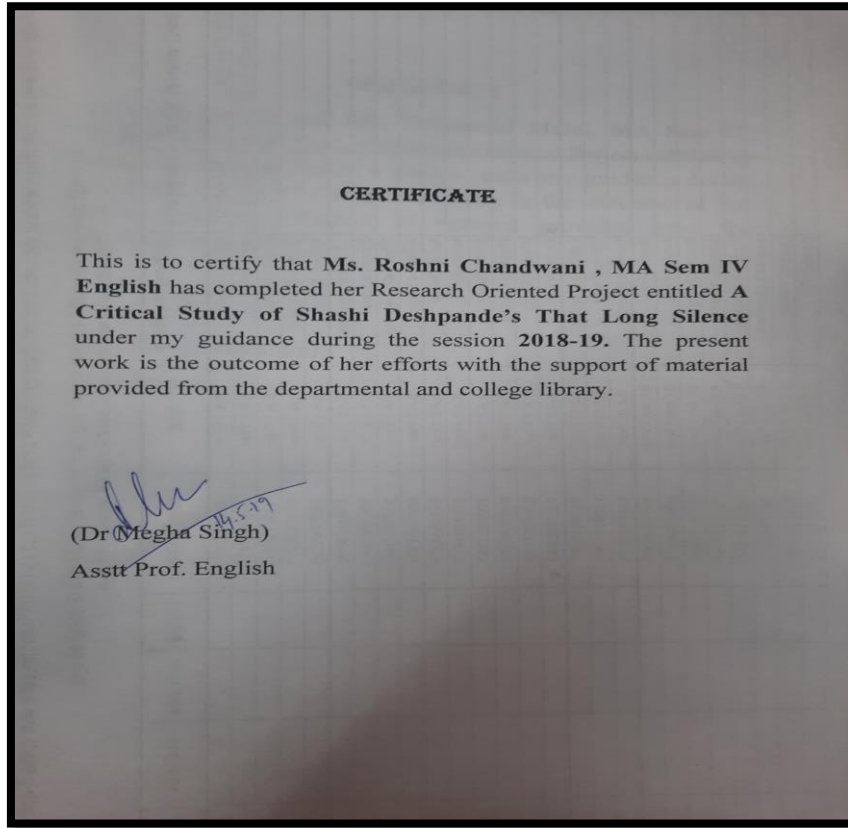 CERTIFICATE
This is to certify that Ms. Roshni Chandwani , MA Sem IV
English has completed her Research Oriented Project entitled A
Critical Study of Shashi Deshpande's That Long Silence
under my guidance during the session 2018-19. The present
work is the outcome of her efforts with the support of material
provided from the departmental and college library.
14.5.19
(Dr Megha Singh)
Asstt Prof. English